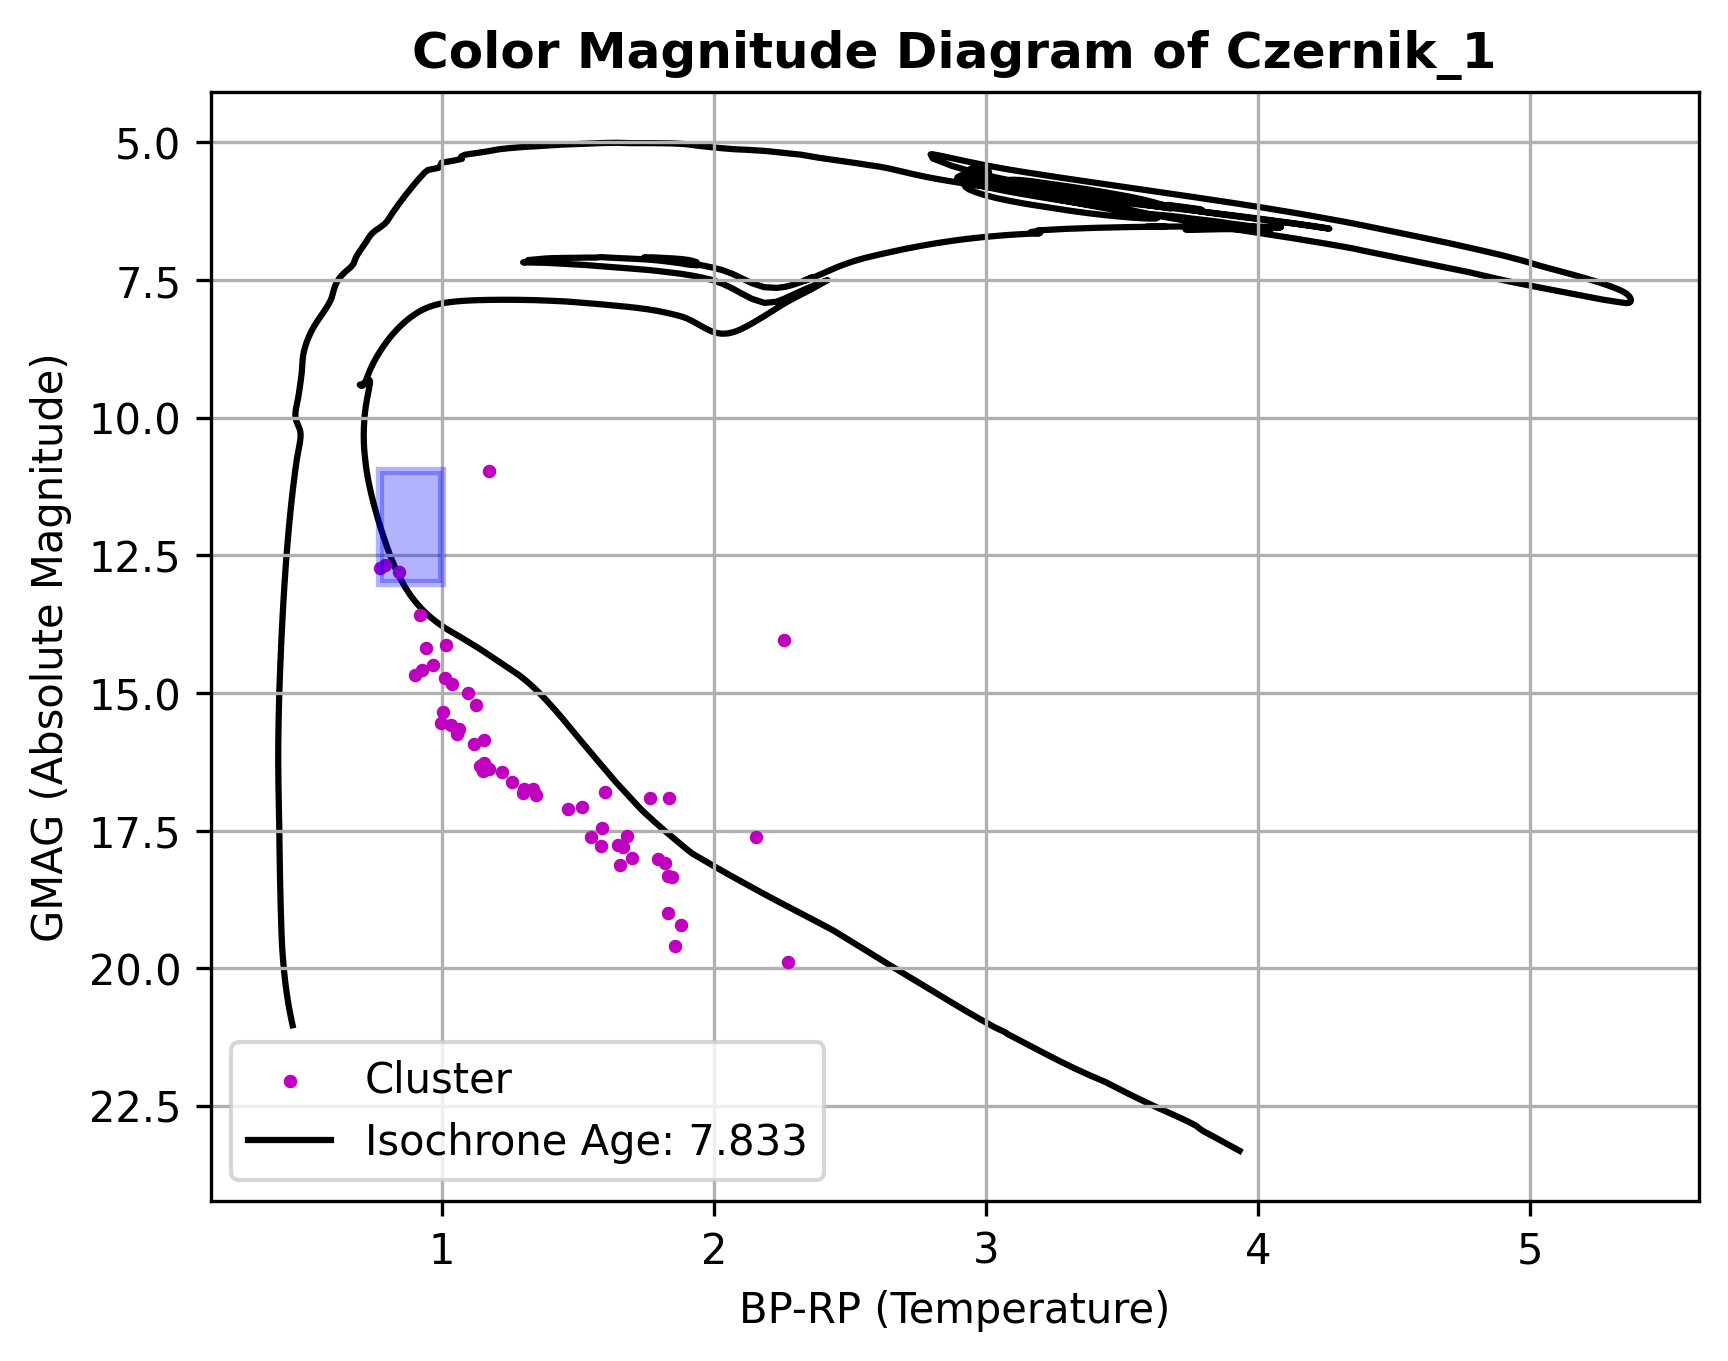 Color Magnitude Diagram of Czernik_1
GMAG (Absolute Magnitude)
5.0
7.5
10.0
12.5
15.0
17.5
20.0
22.5
Cluster
Isochrone Age: 7.833
1 2 3 4 5
BP-RP (Temperature)